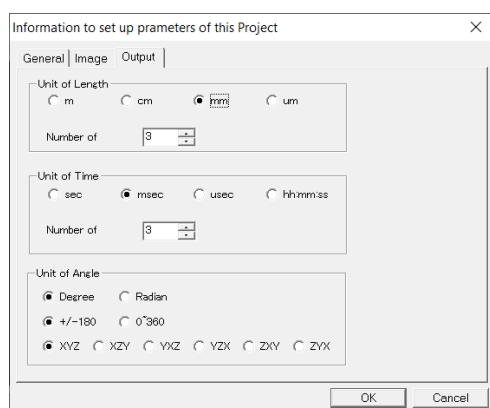 Information to set up prameters of this Project
General Image Output
Unit of Length
m cm mm um
Number of 3
Unit of Time
sec msec usec hh:mm:ss
Number of 3
Unit of Angle
Degree Radian
+/-180 0~360
XYZ XZY YXZ YZX ZXY ZYX
OK Cancel